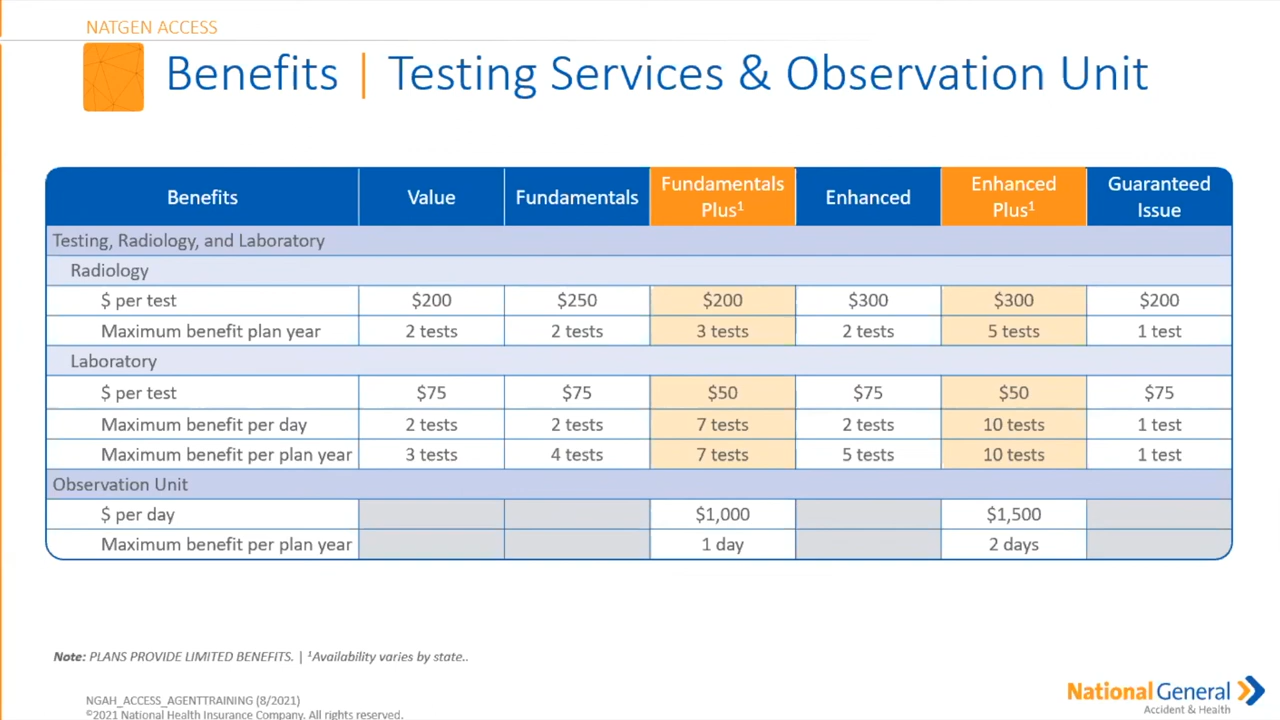 NATGEN ACCESS
Benefits | Testing Services & Observation Unit
Benefits Value Fundamentals Fundamentals Plus¹ Enhanced Enhanced Plus¹ Guaranteed Issue
Testing, Radiology, and Laboratory
Radiology
$ per test $200 $250 $200 $300 $300 $200
Maximum benefit plan year 2 tests 2 tests 3 tests 2 tests 5 tests 1 test
Laboratory
$ per test $75 $75 $50 $75 $50 $75
Maximum benefit per day 2 tests 2 tests 7 tests 2 tests 10 tests 1 test
Maximum benefit per plan year 3 tests 4 tests 7 tests 5 tests 10 tests 1 test
Observation Unit
$ per day $1,000 $1,500
Maximum benefit per plan year 1 day 2 days
Note: PLANS PROVIDE LIMITED BENEFITS. | ¹Availability varies by state..
NGAH_ACCESS_AGENTTRAINING (8/2021)
©2021 National Health Insurance Company. All rights reserved.
National General
Accident & Health